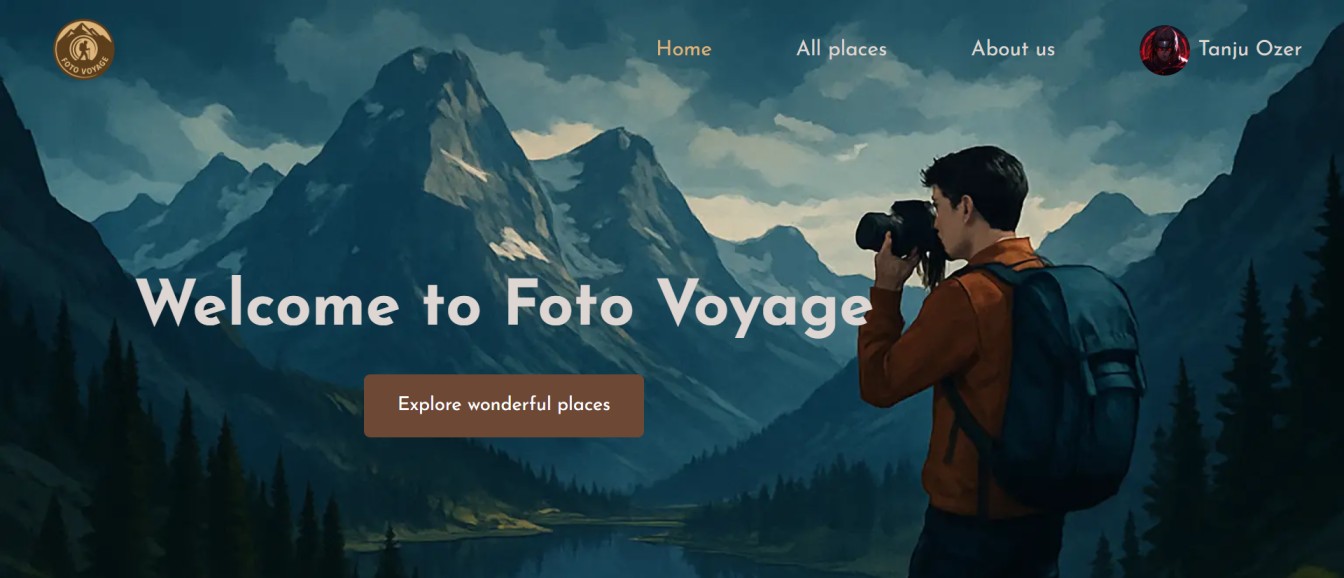 FOTO VOYAGE
Home
All places
About us
Tanju Ozer
Welcome to Foto Voyage
Explore wonderful places